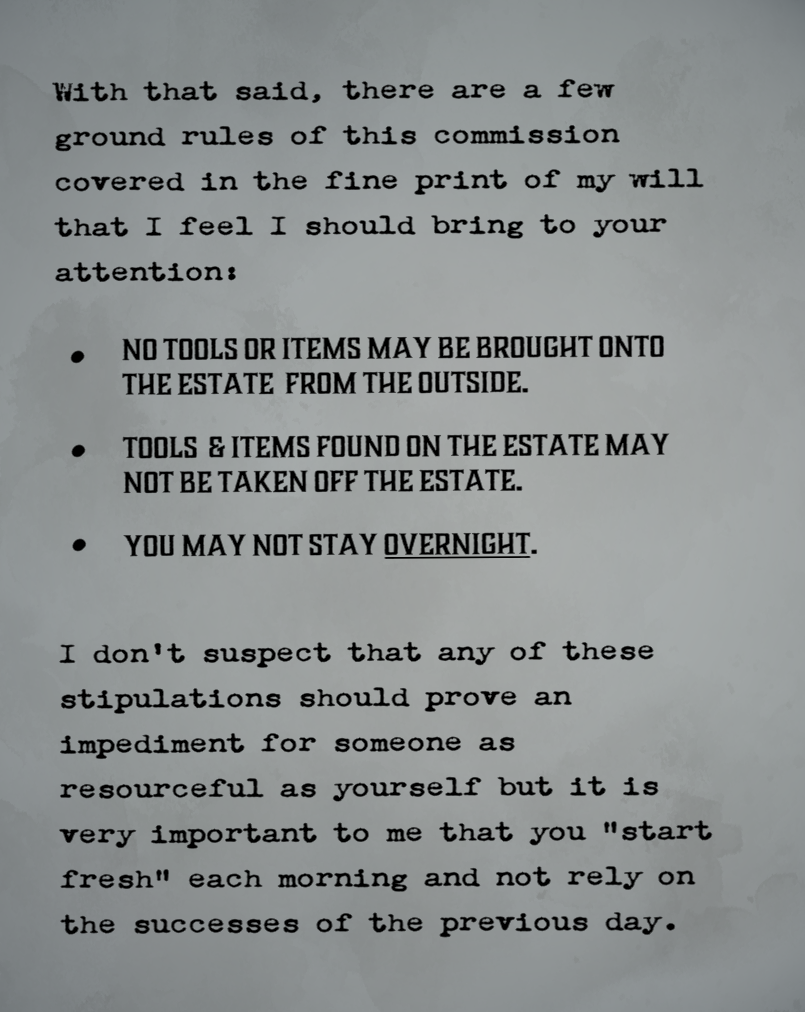 With that said, there are a few
ground rules of this commission
covered in the fine print of my will
that I feel I should bring to your
attention:
• NO TOOLS OR ITEMS MAY BE BROUGHT ONTO
THE ESTATE FROM THE OUTSIDE.
• TOOLS & ITEMS FOUND ON THE ESTATE MAY
NOT BE TAKEN OFF THE ESTATE.
• YOU MAY NOT STAY OVERNIGHT.
I don't suspect that any of these
stipulations should prove an
impediment for someone as
resourceful as yourself but it is
very important to me that you "start
fresh" each morning and not rely on
the successes of the previous day.